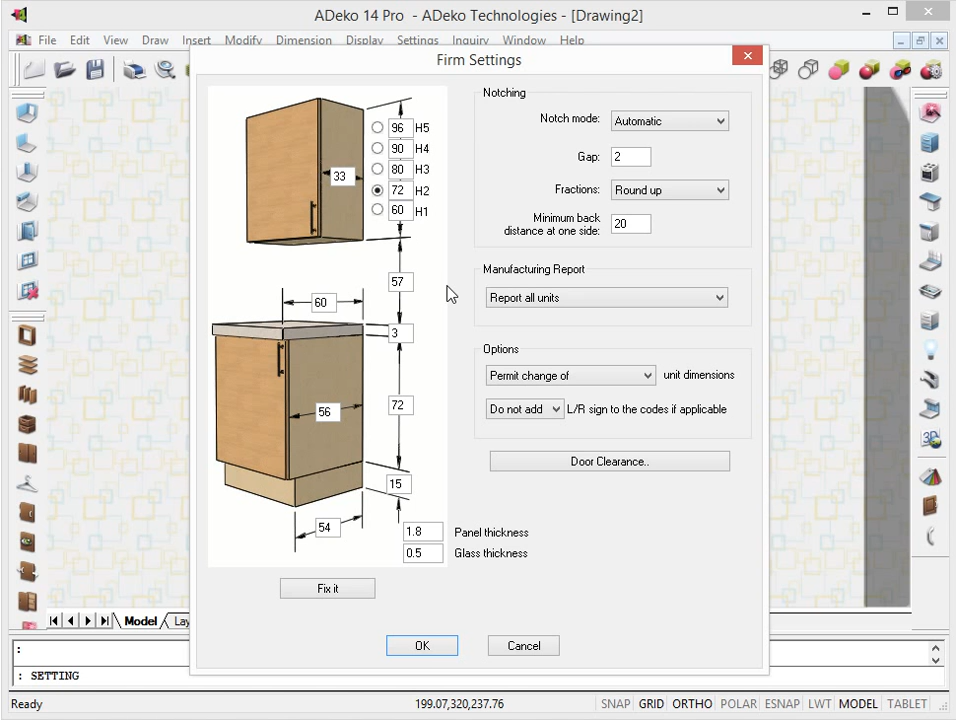 ADeko 14 Pro - ADeko Technologies - [Drawing2]
File Edit View Draw Insert Modify Dimension Display Settings Inquiry Window Help
Firm Settings
96 H5
90 H4
80 H3
72 H2
60 H1
33
57
60
3
56
72
15
54
1.8 Panel thickness
0.5 Glass thickness
Fix it
Notching
Notch mode: Automatic
Gap: 2
Fractions: Round up
Minimum back
distance at one side: 20
Manufacturing Report
Report all units
Options
Permit change of unit dimensions
Do not add L/R sign to the codes if applicable
Door Clearance..
OK Cancel
Model Lay
:
: SETTING
Ready 199.07,320,237.76 SNAP GRID ORTHO POLAR ESNAP LWT MODEL TABLET